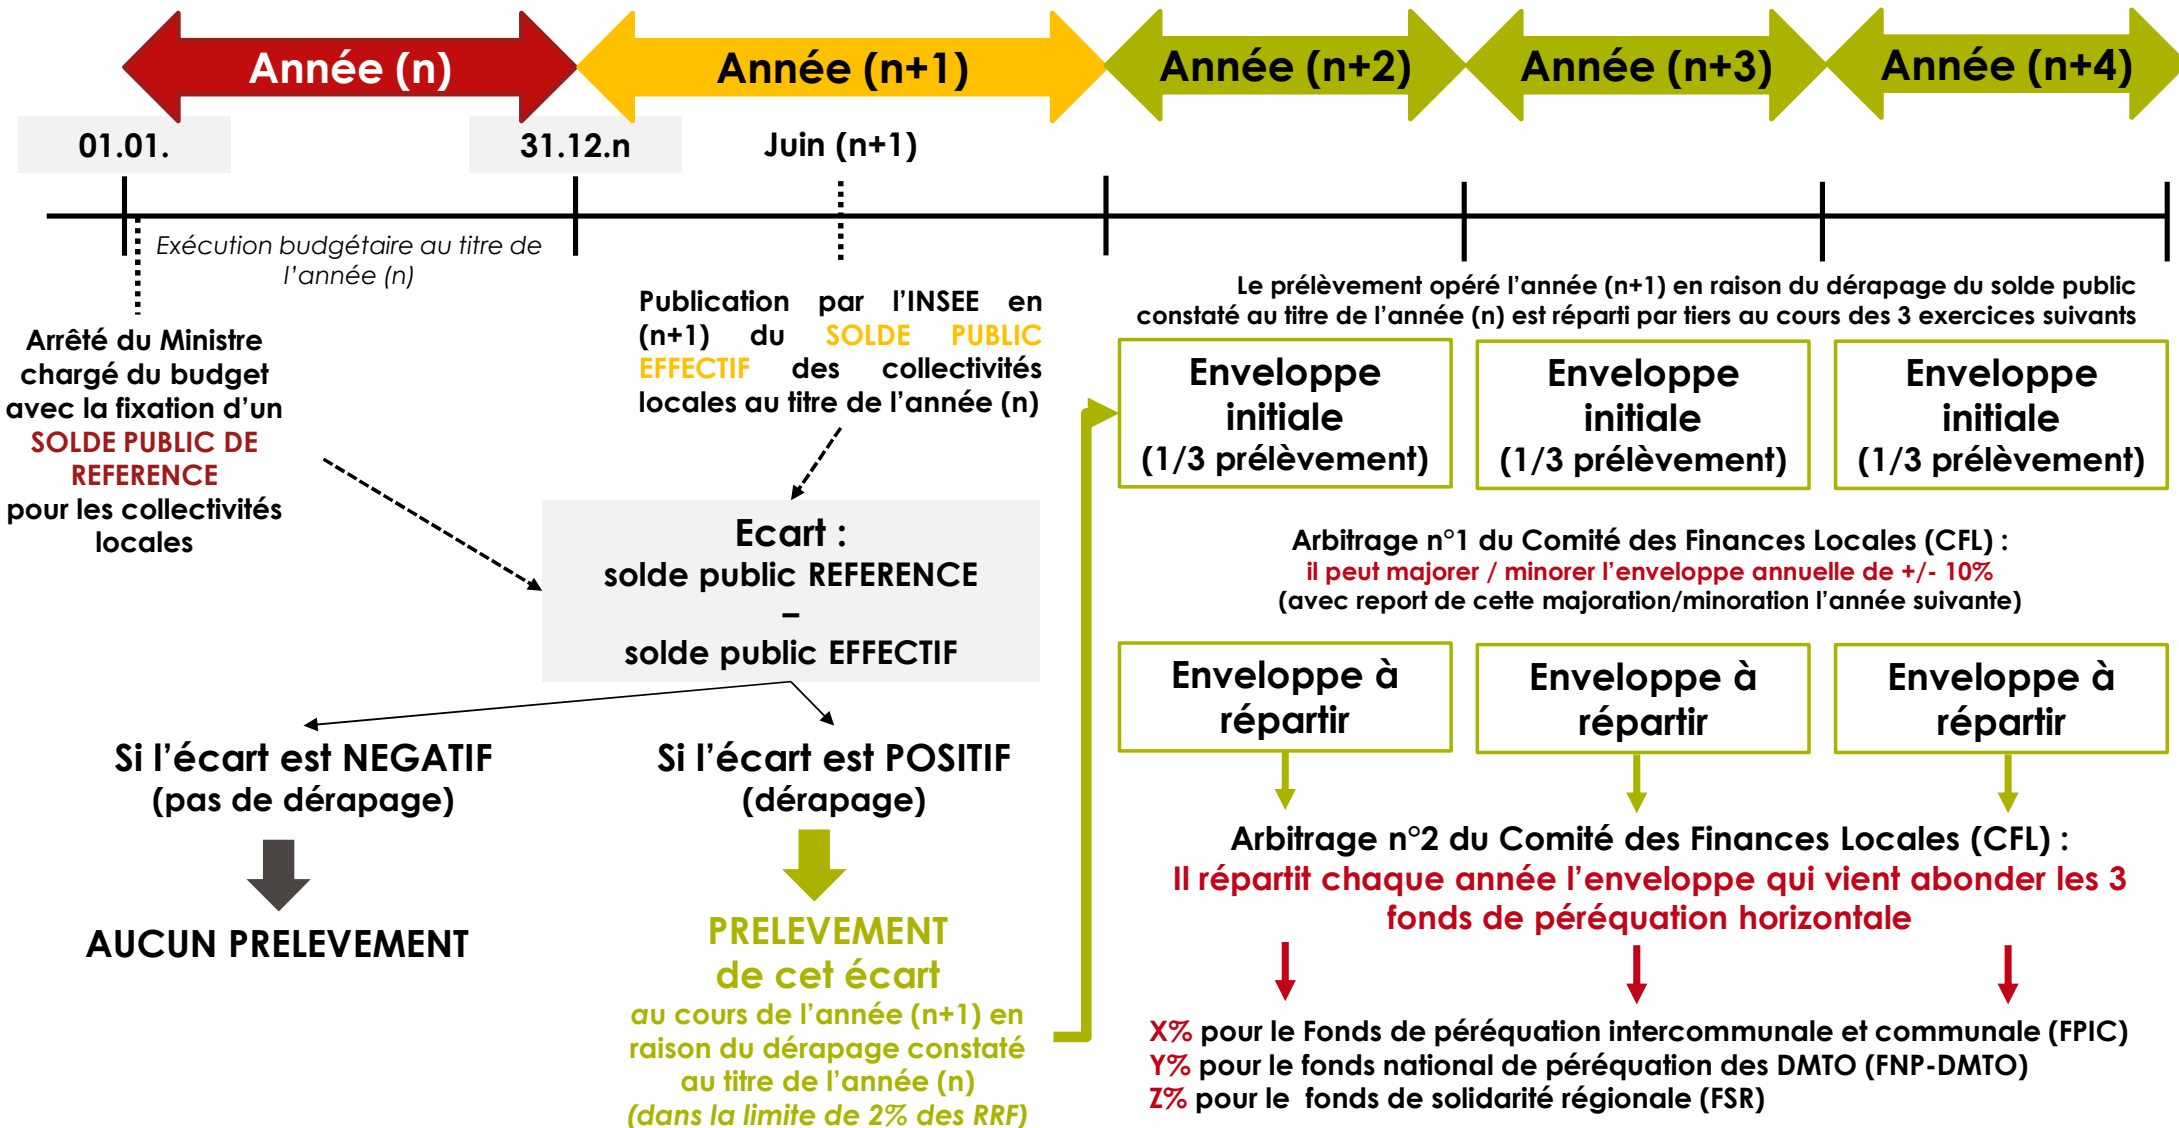 Année (n)
Année (n+1)
Année (n+2)
Année (n+3)
Année (n+4)
01.01.
31.12.n
Juin (n+1)
Exécution budgétaire au titre de
l'année (n)
Arrêté du Ministre
chargé du budget
avec la fixation d'un
SOLDE PUBLIC DE
REFERENCE
pour les collectivités
locales
Publication par l'INSEE en
(n+1) du SOLDE PUBLIC
EFFECTIF des collectivités
locales au titre de l'année (n)
Ecart :
solde public REFERENCE
–
solde public EFFECTIF
Si l'écart est NEGATIF
(pas de dérapage)
AUCUN PRELEVEMENT
Si l'écart est POSITIF
(dérapage)
PRELEVEMENT
de cet écart
au cours de l'année (n+1) en
raison du dérapage constaté
au titre de l'année (n)
(dans la limite de 2% des RRF)
Le prélèvement opéré l'année (n+1) en raison du dérapage du solde public
constaté au titre de l'année (n) est réparti par tiers au cours des 3 exercices suivants
Enveloppe
initiale
(1/3 prélèvement)
Enveloppe
initiale
(1/3 prélèvement)
Enveloppe
initiale
(1/3 prélèvement)
Arbitrage n°1 du Comité des Finances Locales (CFL) :
il peut majorer / minorer l'enveloppe annuelle de +/- 10%
(avec report de cette majoration/minoration l'année suivante)
Enveloppe à
répartir
Enveloppe à
répartir
Enveloppe à
répartir
Arbitrage n°2 du Comité des Finances Locales (CFL) :
Il répartit chaque année l'enveloppe qui vient abonder les 3
fonds de péréquation horizontale
X% pour le Fonds de péréquation intercommunale et communale (FPIC)
Y% pour le fonds national de péréquation des DMTO (FNP-DMTO)
Z% pour le fonds de solidarité régionale (FSR)